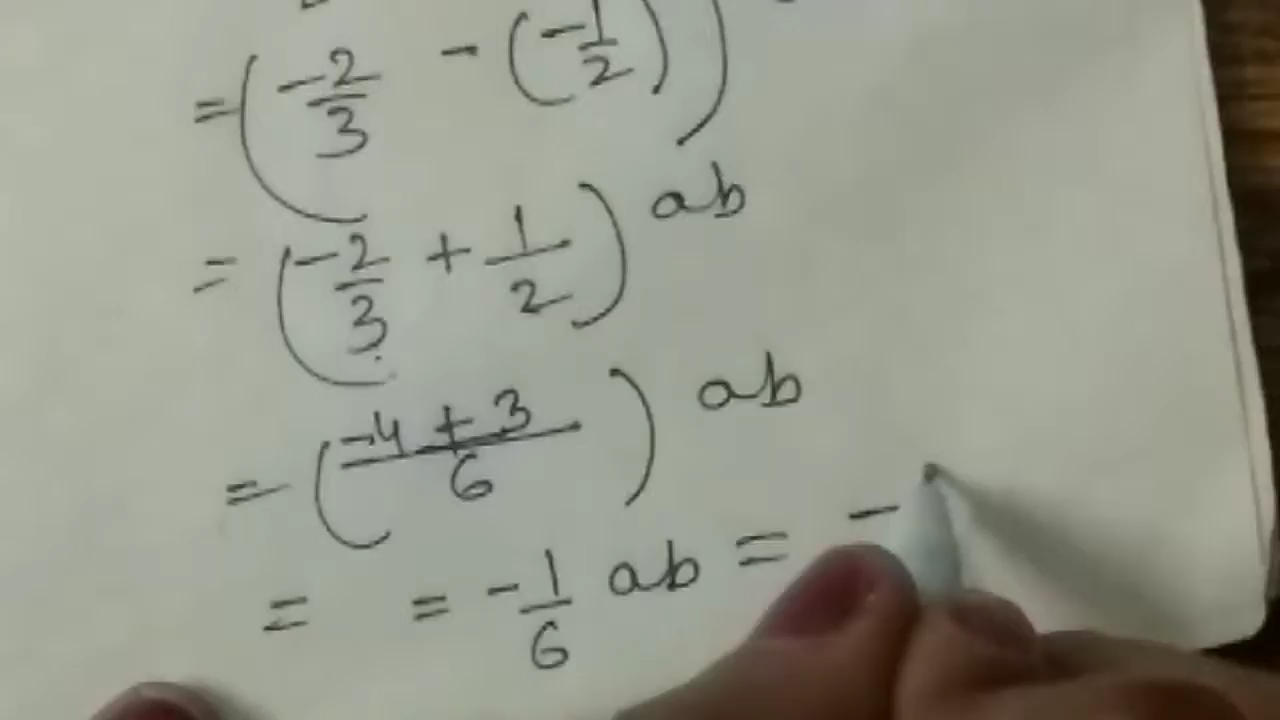 = (-2/3 - (-1/2))
= (-2/3 + 1/2) ab
= (-4 + 3/6) ab
= = -1/6 ab = -